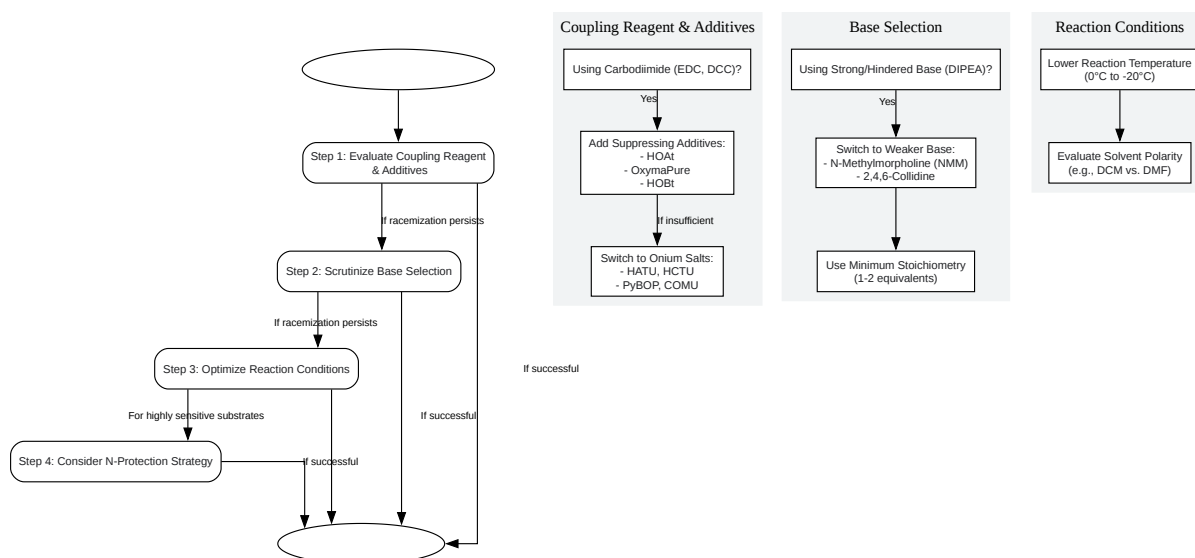 Step 1: Evaluate Coupling Reagent
& Additives
If racemization persists
Step 2: Scrutinize Base Selection
If racemization persists
Step 3: Optimize Reaction Conditions
For highly sensitive substrates
Step 4: Consider N-Protection Strategy
If successful
If successful
If successful
Coupling Reagent & Additives
Using Carbodiimide (EDC, DCC)?
Yes
Add Suppressing Additives:
- HOAt
- OxymaPure
- HOBt
If insufficient
Switch to Onium Salts:
- HATU, HCTU
- PyBOP, COMU
Base Selection
Using Strong/Hindered Base (DIPEA)?
Yes
Switch to Weaker Base:
- N-Methylmorpholine (NMM)
- 2,4,6-Collidine
Use Minimum Stoichiometry
(1-2 equivalents)
Reaction Conditions
Lower Reaction Temperature
(0°C to -20°C)
Evaluate Solvent Polarity
(e.g., DCM vs. DMF)